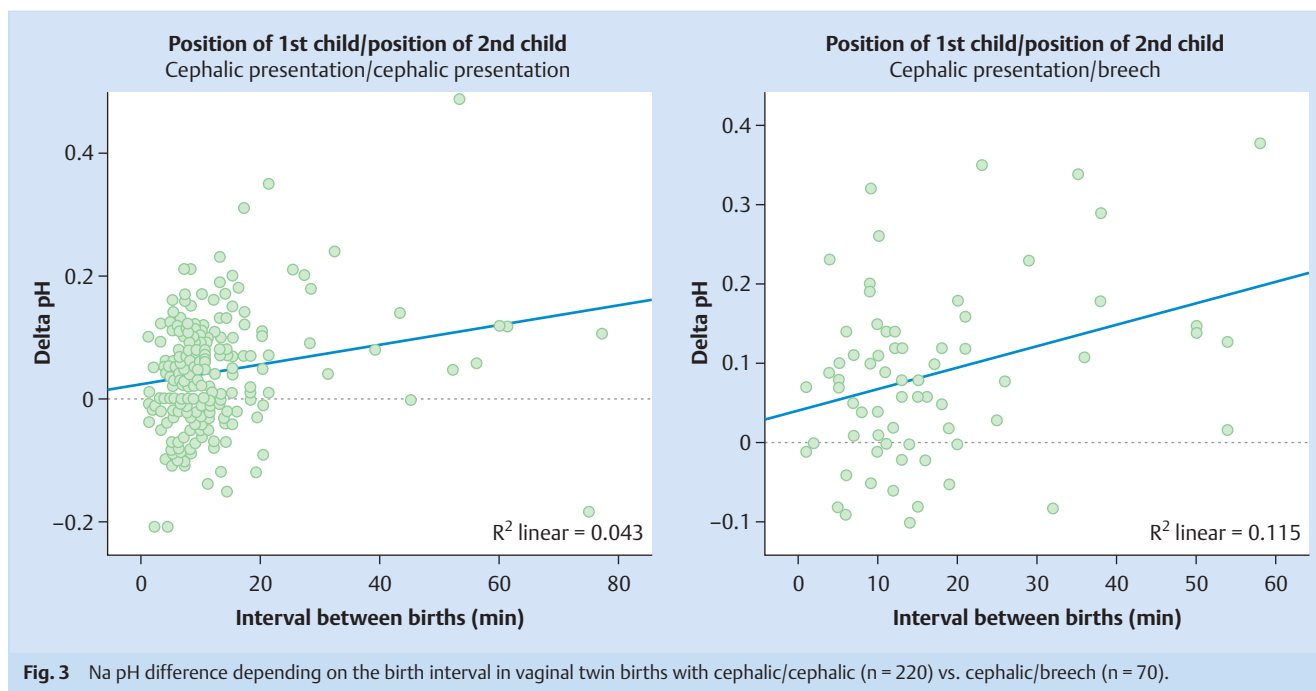 Position of 1st child/position of 2nd child
Cephalic presentation/cephalic presentation
0.4
0.2
0
−0.2
Delta pH
R² linear = 0.043
0 20 40 60 80
Interval between births (min)
Position of 1st child/position of 2nd child
Cephalic presentation/breech
0.4
0.3
0.2
0.1
0
−0.1
Delta pH
R² linear = 0.115
0 10 20 30 40 50 60
Interval between births (min)
Fig. 3 Na pH difference depending on the birth interval in vaginal twin births with cephalic/cephalic (n = 220) vs. cephalic/breech (n = 70).